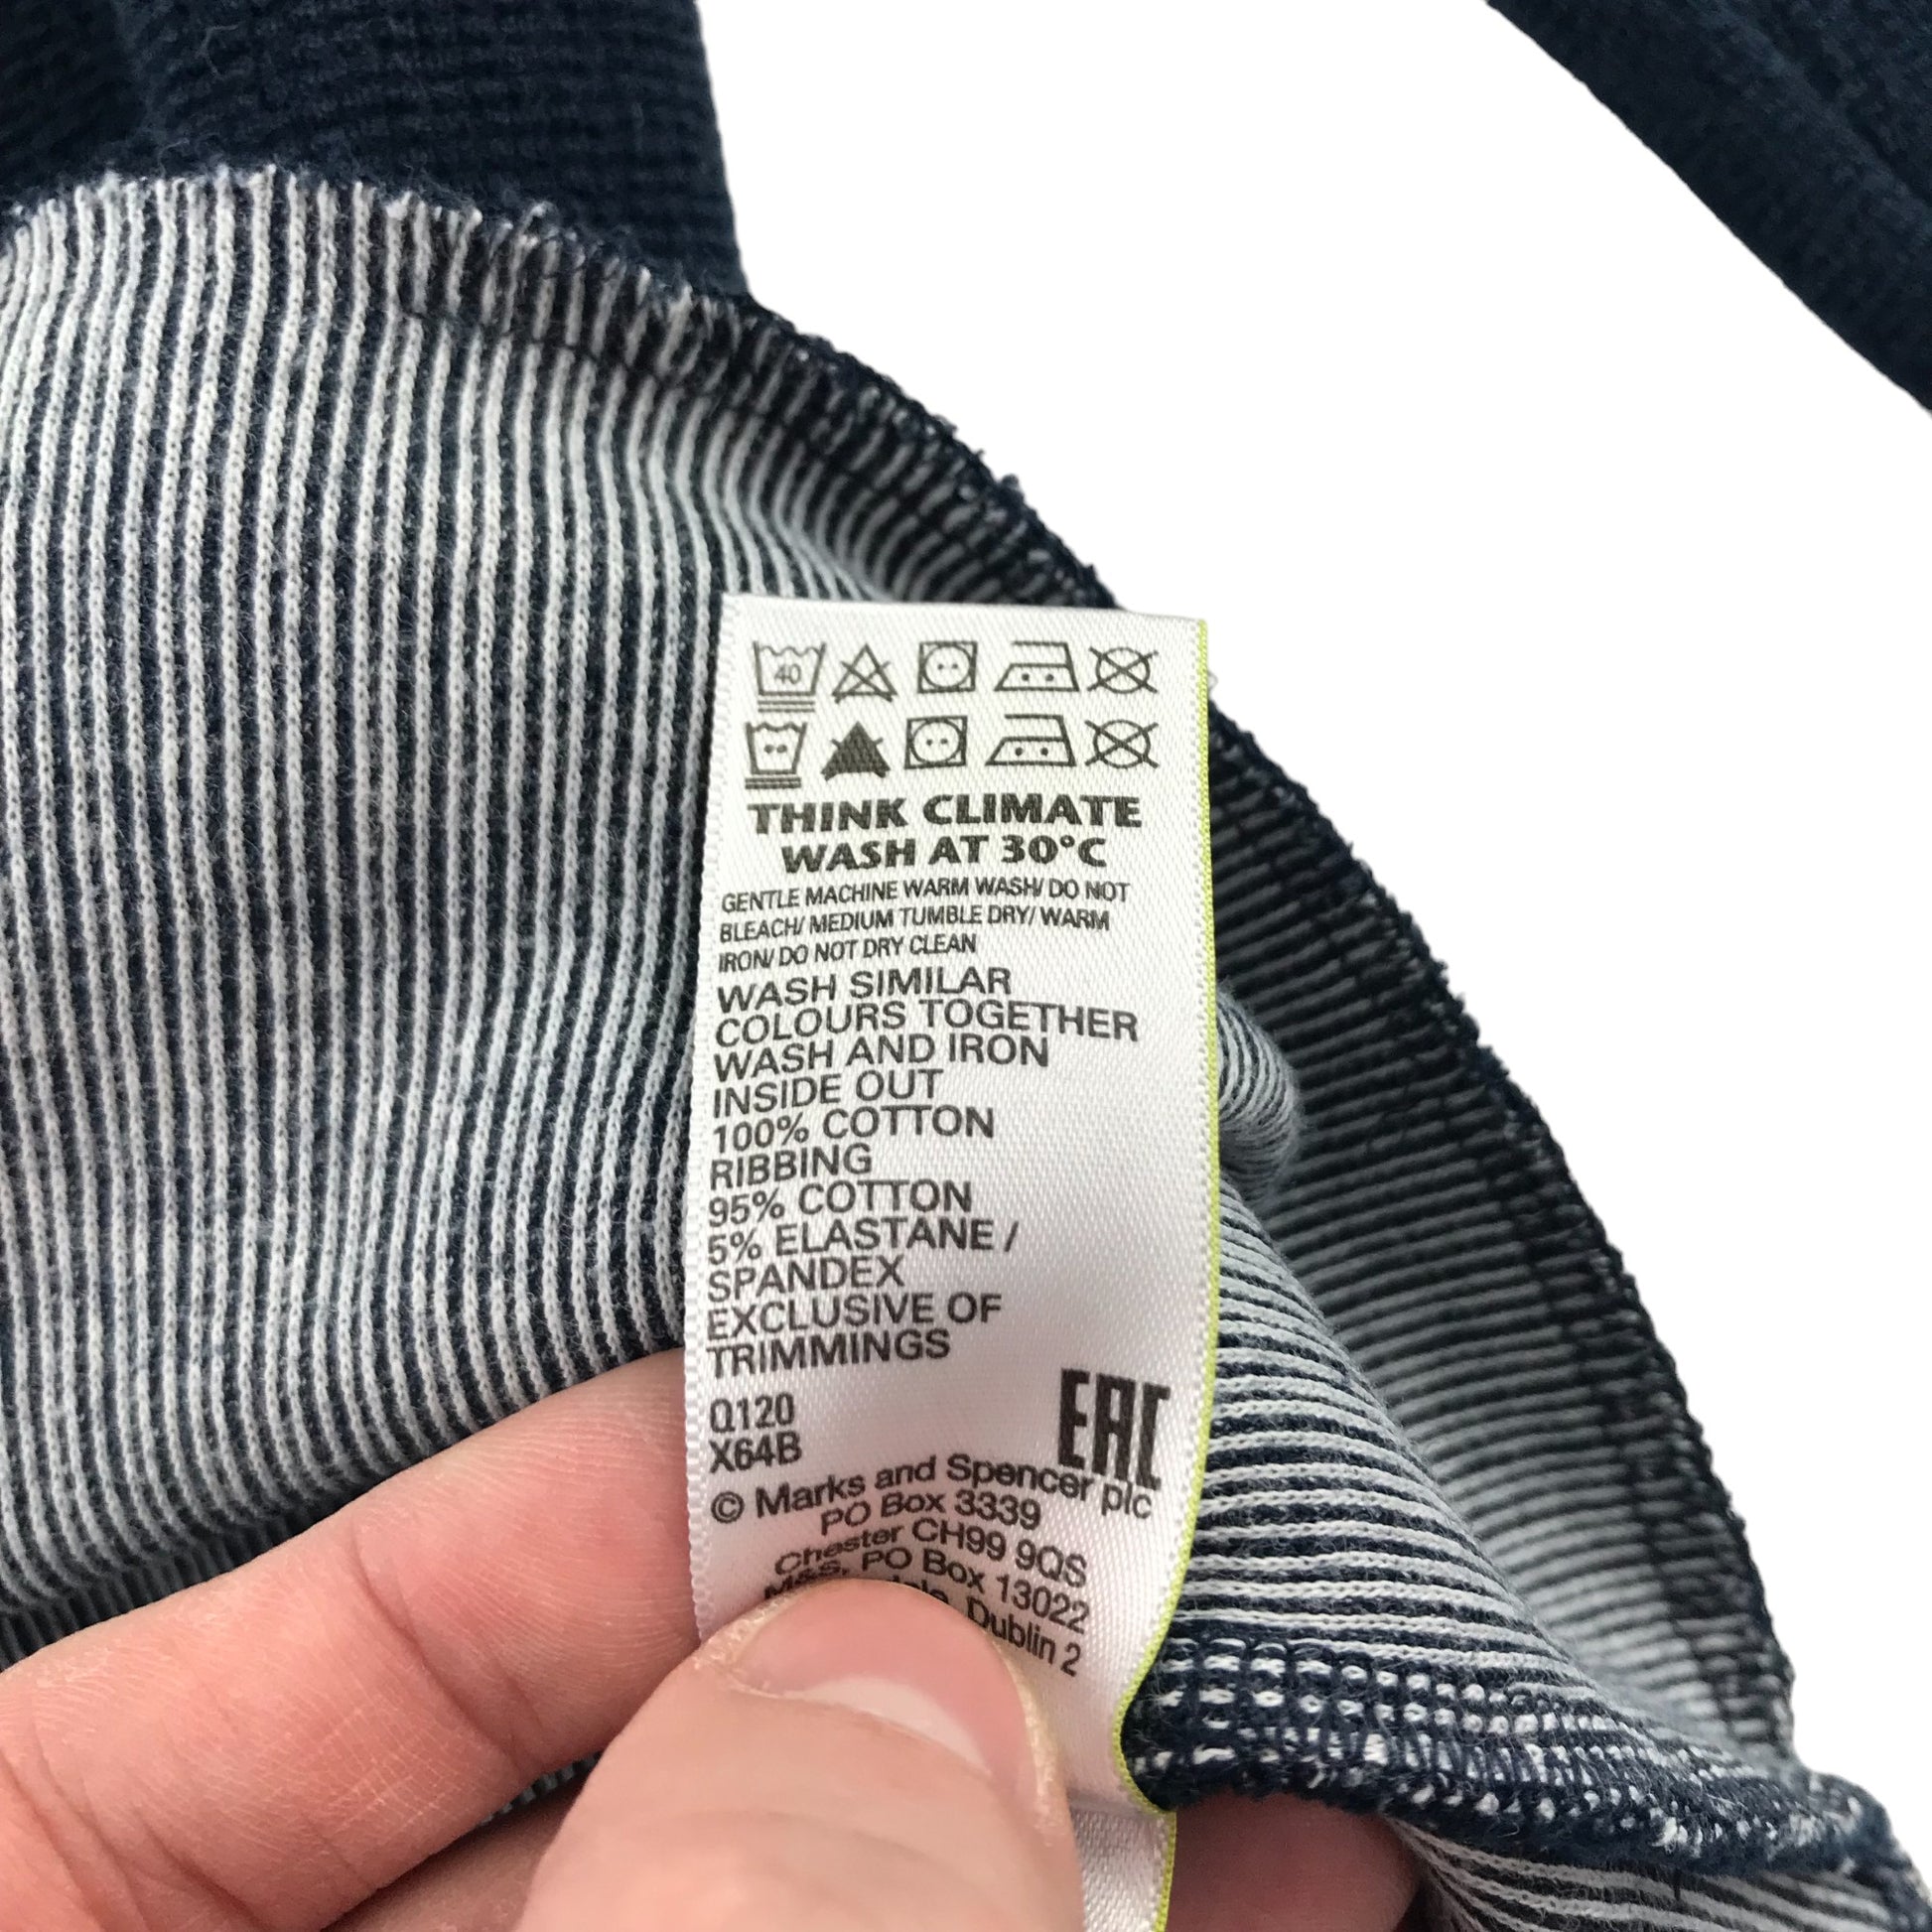 40
THINK CLIMATE
WASH AT 30°C
GENTLE MACHINE WARM WASH/ DO NOT
BLEACH/ MEDIUM TUMBLE DRY/ WARM
IRON/ DO NOT DRY CLEAN
WASH SIMILAR
COLOURS TOGETHER
WASH AND IRON
INSIDE OUT
100% COTTON
RIBBING
95% COTTON
5% ELASTANE /
SPANDEX
EXCLUSIVE OF
TRIMMINGS
Q120
X64B
EAC
© Marks and Spencer plc
PO Box 3339
Chester CH99 9QS
M&S, PO Box 13022
Dublin 2